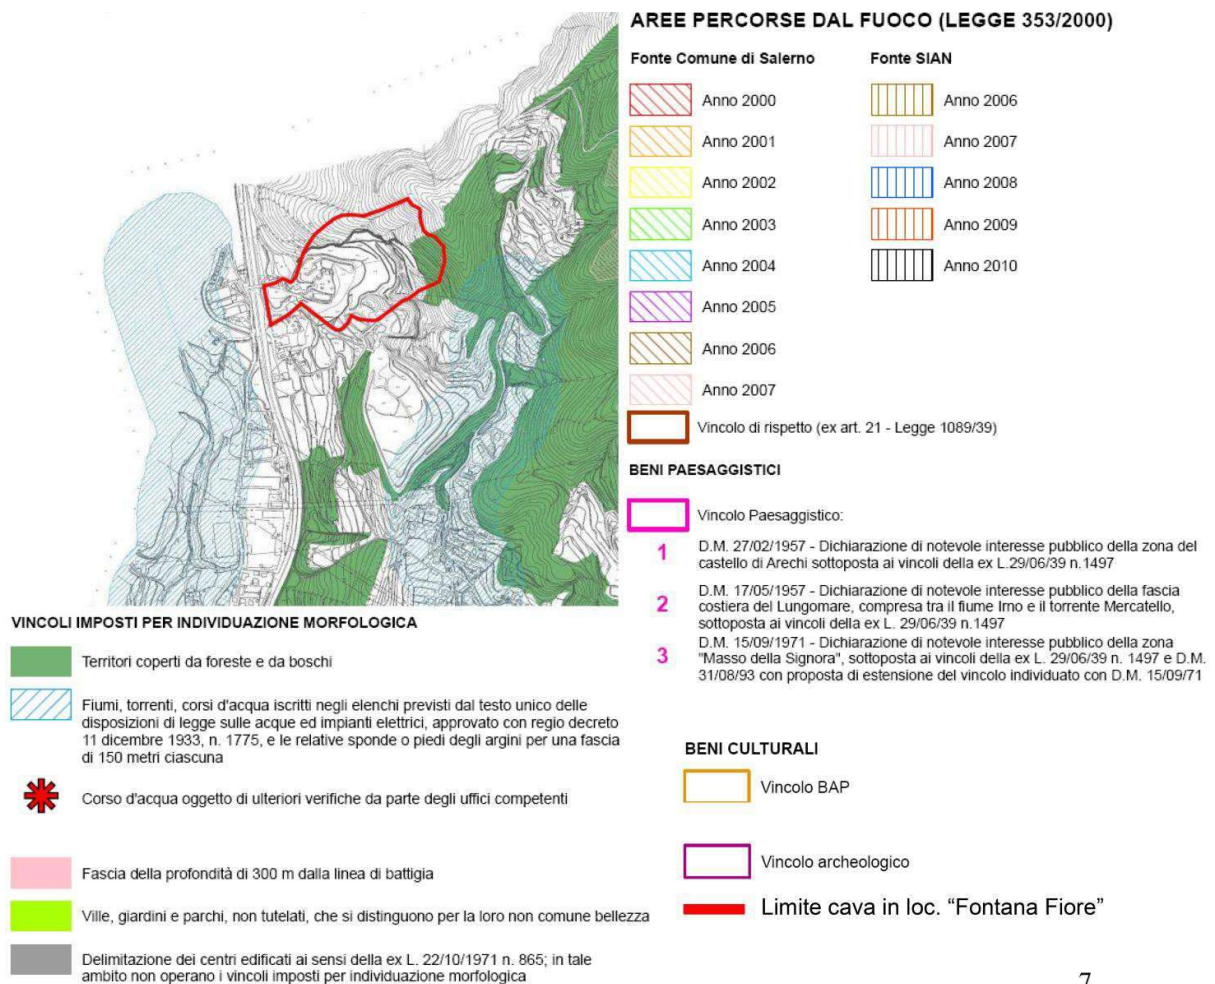 AREE PERCORSE DAL FUOCO (LEGGE 353/2000)
Fonte Comune di Salerno
Anno 2000
Anno 2001
Anno 2002
Anno 2003
Anno 2004
Anno 2005
Anno 2006
Anno 2007
Fonte SIAN
Anno 2006
Anno 2007
Anno 2008
Anno 2009
Anno 2010
Vincolo di rispetto (ex art. 21 - Legge 1089/39)
BENI PAESAGGISTICI
Vincolo Paesaggistico:
1
D.M. 27/02/1957 - Dichiarazione di notevole interesse pubblico della zona del
castello di Arechi sottoposta ai vincoli della ex L.29/06/39 n.1497
2
D.M. 17/05/1957 - Dichiarazione di notevole interesse pubblico della fascia
costiera del Lungomare, compresa tra il fiume Irno e il torrente Mercatello,
sottoposta ai vincoli della ex L. 29/06/39 n.1497
3
D.M. 15/09/1971 - Dichiarazione di notevole interesse pubblico della zona
"Masso della Signora", sottoposta ai vincoli della ex L. 29/06/39 n. 1497 e D.M.
31/08/93 con proposta di estensione del vincolo individuato con D.M. 15/09/71
VINCOLI IMPOSTI PER INDIVIDUAZIONE MORFOLOGICA
Territori coperti da foreste e da boschi
Fiumi, torrenti, corsi d'acqua iscritti negli elenchi previsti dal testo unico delle
disposizioni di legge sulle acque ed impianti elettrici, approvato con regio decreto
11 dicembre 1933, n. 1775, e le relative sponde o piedi degli argini per una fascia
di 150 metri ciascuna
Corso d'acqua oggetto di ulteriori verifiche da parte degli uffici competenti
Fascia della profondità di 300 m dalla linea di battigia
Ville, giardini e parchi, non tutelati, che si distinguono per la loro non comune bellezza
Delimitazione dei centri edificati ai sensi della ex L. 22/10/1971 n. 865; in tale
ambito non operano i vincoli imposti per individuazione morfologica
BENI CULTURALI
Vincolo BAP
Vincolo archeologico
Limite cava in loc. “Fontana Fiore”
7